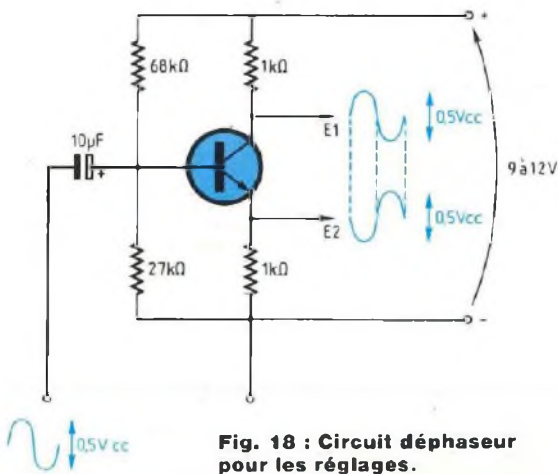 +
68kΩ
1kΩ
10µF
+
E1
0,5Vcc
9 à 12V
E2
0,5Vcc
27kΩ
1kΩ
-
0,5V cc
Fig. 18 : Circuit déphaseur
pour les réglages.